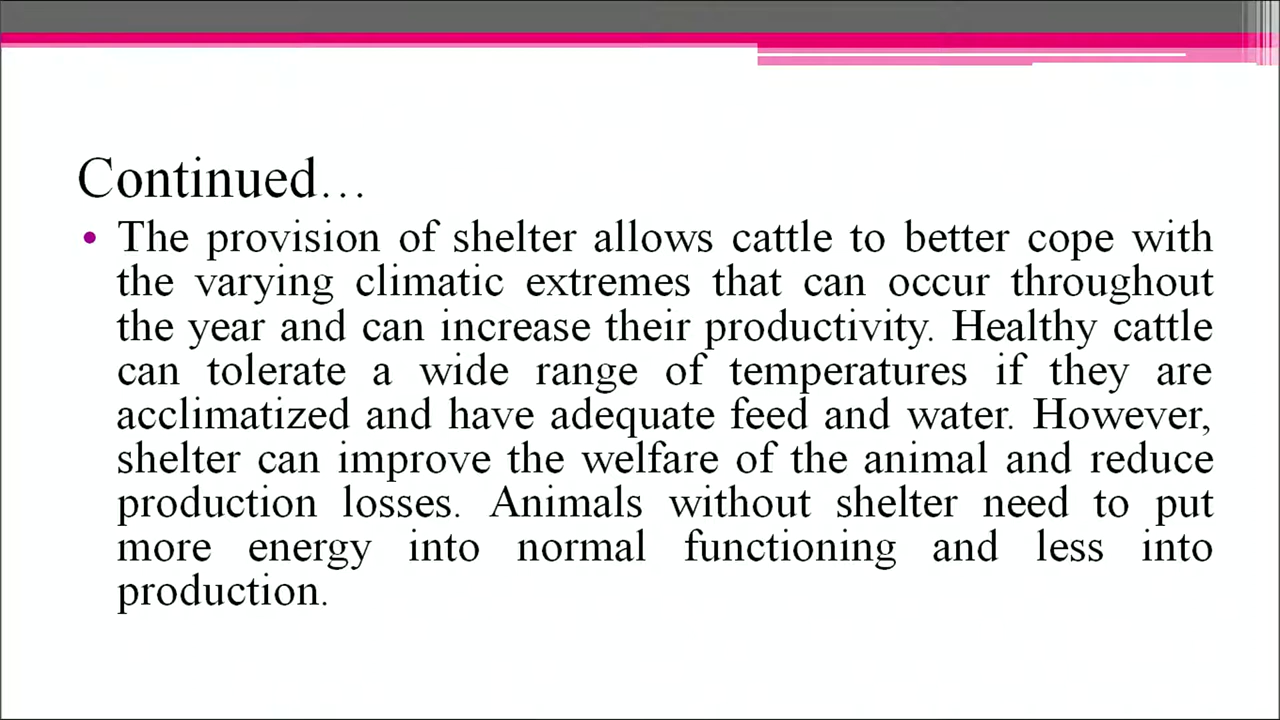 Continued…
• The provision of shelter allows cattle to better cope with
the varying climatic extremes that can occur throughout
the year and can increase their productivity. Healthy cattle
can tolerate a wide range of temperatures if they are
acclimatized and have adequate feed and water. However,
shelter can improve the welfare of the animal and reduce
production losses. Animals without shelter need to put
more energy into normal functioning and less into
production.